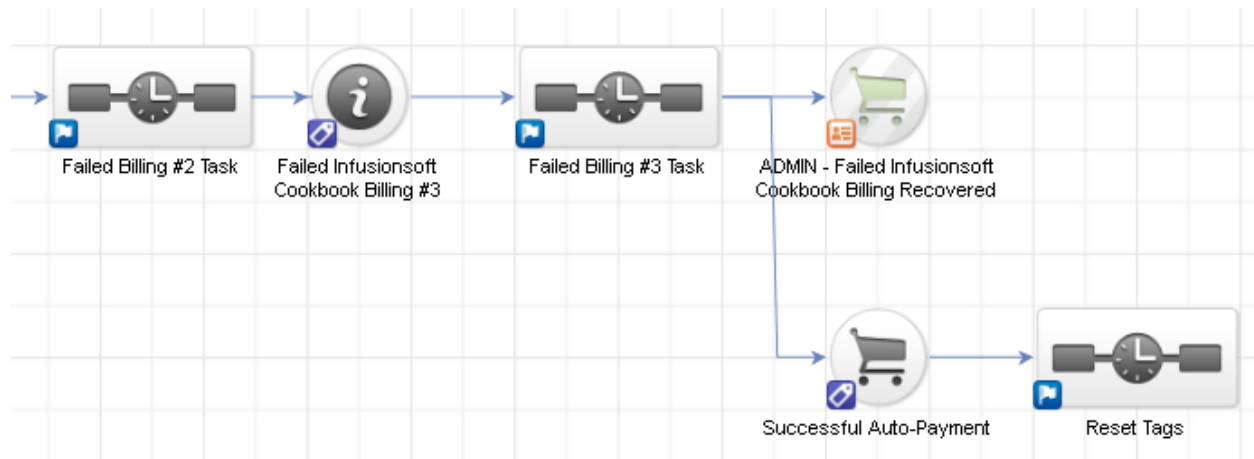 Failed Billing #2 Task
Failed Infusionsoft
Cookbook Billing #3
Failed Billing #3 Task
ADMIN - Failed Infusionsoft
Cookbook Billing Recovered
Successful Auto-Payment
Reset Tags